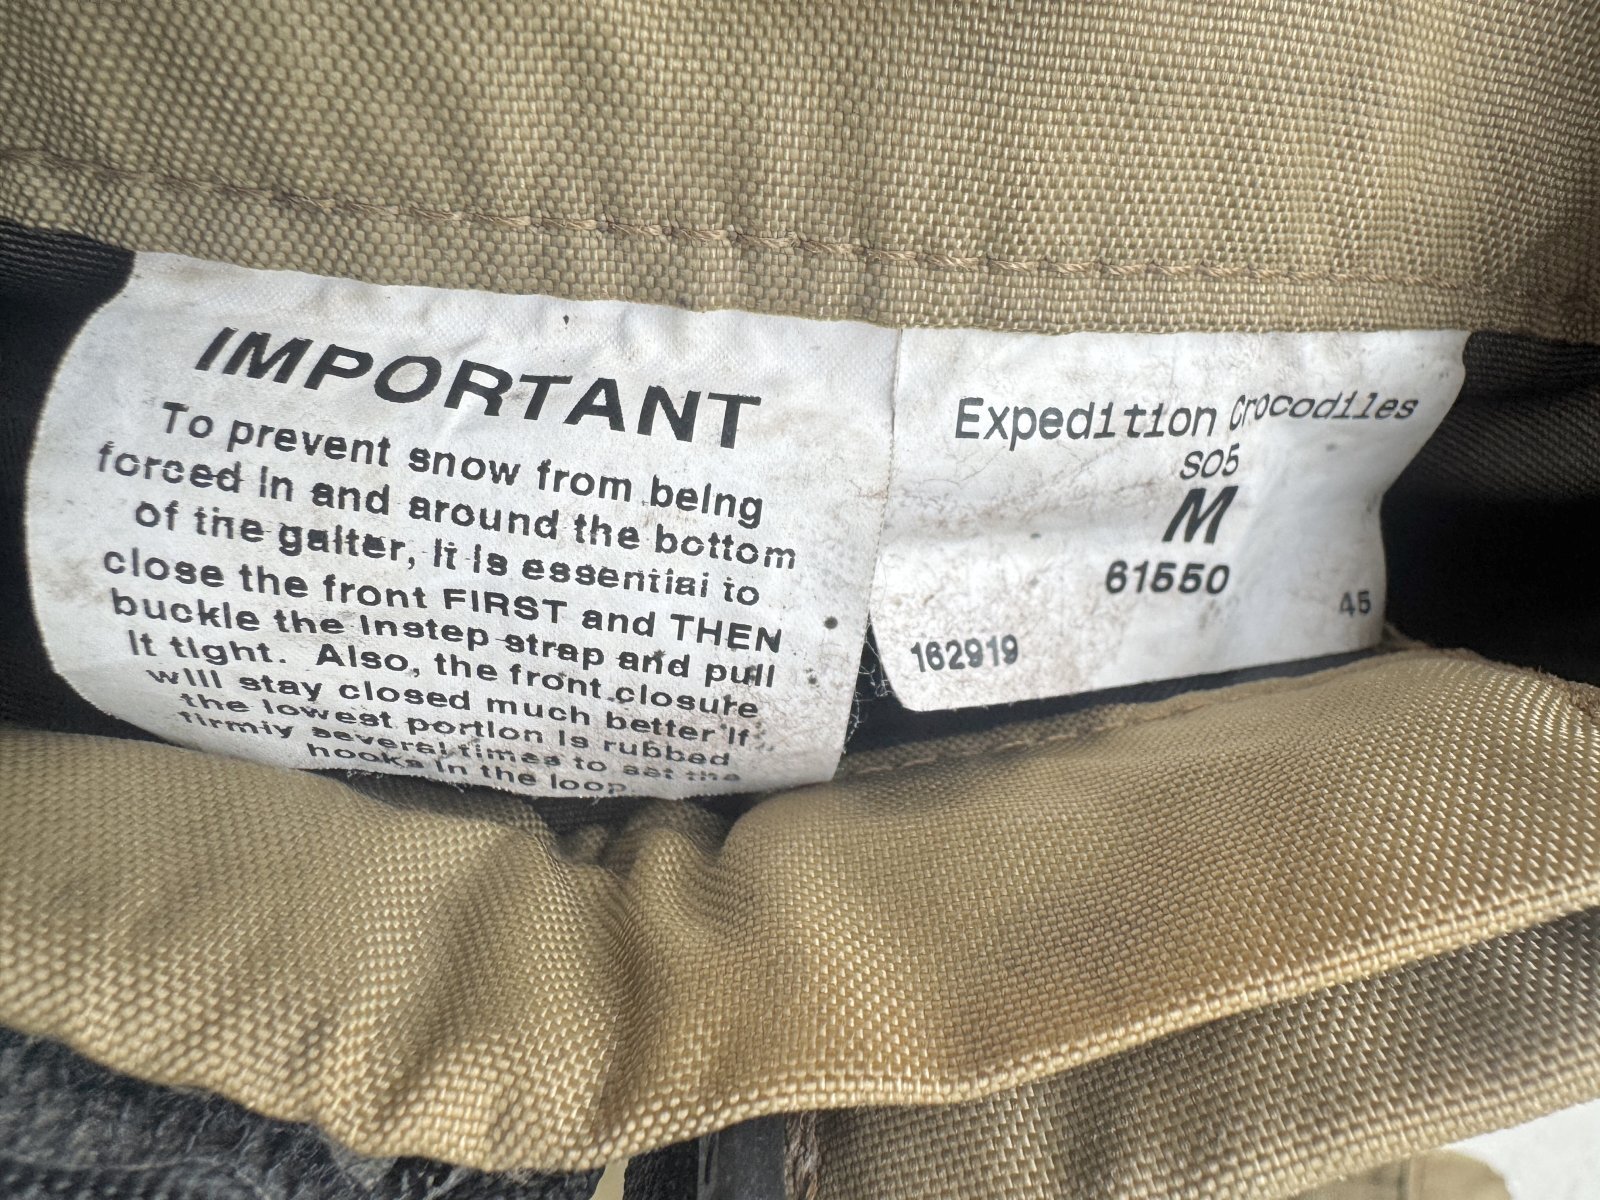 IMPORTANT
To prevent snow from being
forced in and around the bottom
of the gaiter, it is essential to
close the front FIRST and THEN
buckle the instep strap and pull
it tight. Also, the front closure
will stay closed much better if
the lowest portion is rubbed
firmly several times to set the
hooks in the loop.
Expedition Crocodiles
S05
M
61550
45
162919